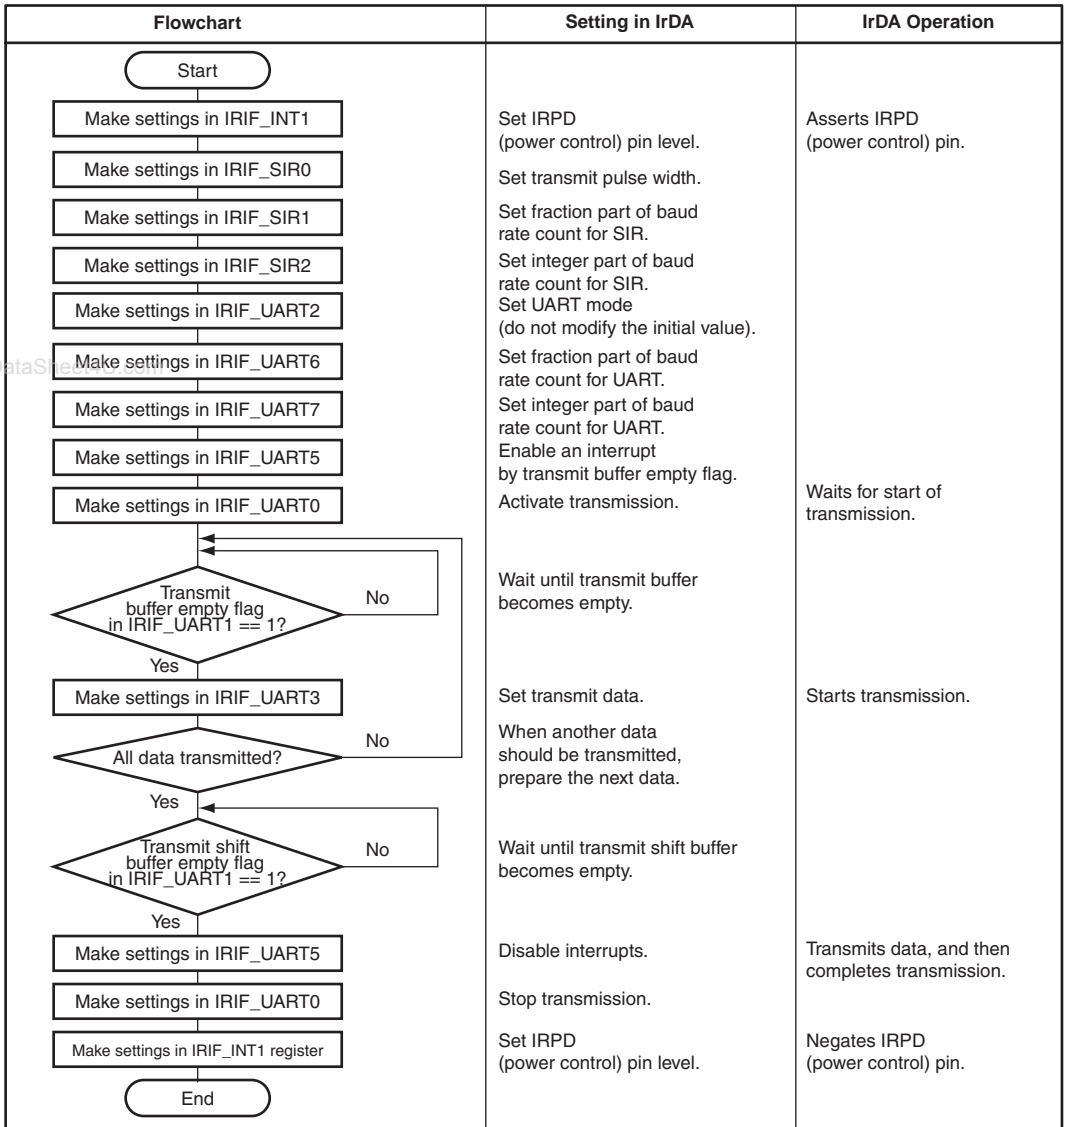 Flowchart
Setting in IrDA
IrDA Operation
Start
Make settings in IRIF_INT1
Set IRPD
(power control) pin level.
Asserts IRPD
(power control) pin.
Make settings in IRIF_SIR0
Set transmit pulse width.
Make settings in IRIF_SIR1
Set fraction part of baud
rate count for SIR.
Make settings in IRIF_SIR2
Set integer part of baud
rate count for SIR.
Make settings in IRIF_UART2
Set UART mode
(do not modify the initial value).
Make settings in IRIF_UART6
Set fraction part of baud
rate count for UART.
ataSheet4U.com
Make settings in IRIF_UART7
Set integer part of baud
rate count for UART.
Make settings in IRIF_UART5
Enable an interrupt
by transmit buffer empty flag.
Make settings in IRIF_UART0
Activate transmission.
Waits for start of
transmission.
Transmit
buffer empty flag
in IRIF_UART1 == 1?
No
Yes
Wait until transmit buffer
becomes empty.
Make settings in IRIF_UART3
Set transmit data.
Starts transmission.
All data transmitted?
No
Yes
When another data
should be transmitted,
prepare the next data.
Transmit shift
buffer empty flag
in IRIF_UART1 == 1?
No
Yes
Wait until transmit shift buffer
becomes empty.
Make settings in IRIF_UART5
Disable interrupts.
Transmits data, and then
completes transmission.
Make settings in IRIF_UART0
Stop transmission.
Make settings in IRIF_INT1 register
Set IRPD
(power control) pin level.
Negates IRPD
(power control) pin.
End